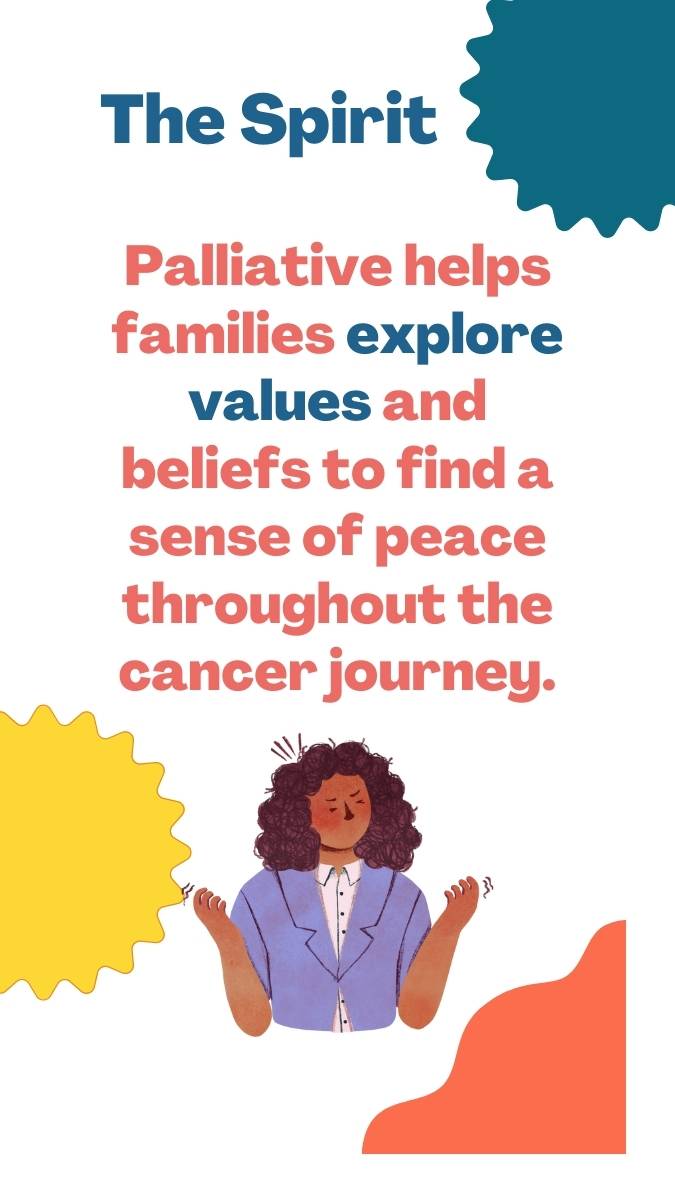 The Spirit
Palliative helps
families explore
values and
beliefs to find a
sense of peace
throughout the
cancer journey.